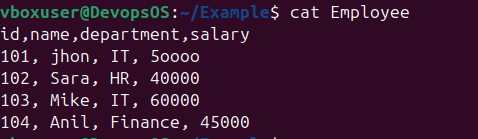 vboxuser@DevopsOS:~/Example$ cat Employee
id,name,department,salary
101, jhon, IT, 5oooo
102, Sara, HR, 40000
103, Mike, IT, 60000
104, Anil, Finance, 45000